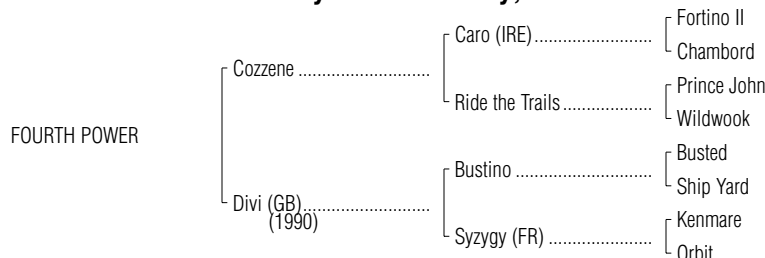 Fortino II
Caro (IRE)
Chambord
Cozzene
Prince John
Ride the Trails
Wildwook
FOURTH POWER
Busted
Bustino
Ship Yard
Divi (GB)
(1990)
Kenmare
Syzygy (FR)
Orbit